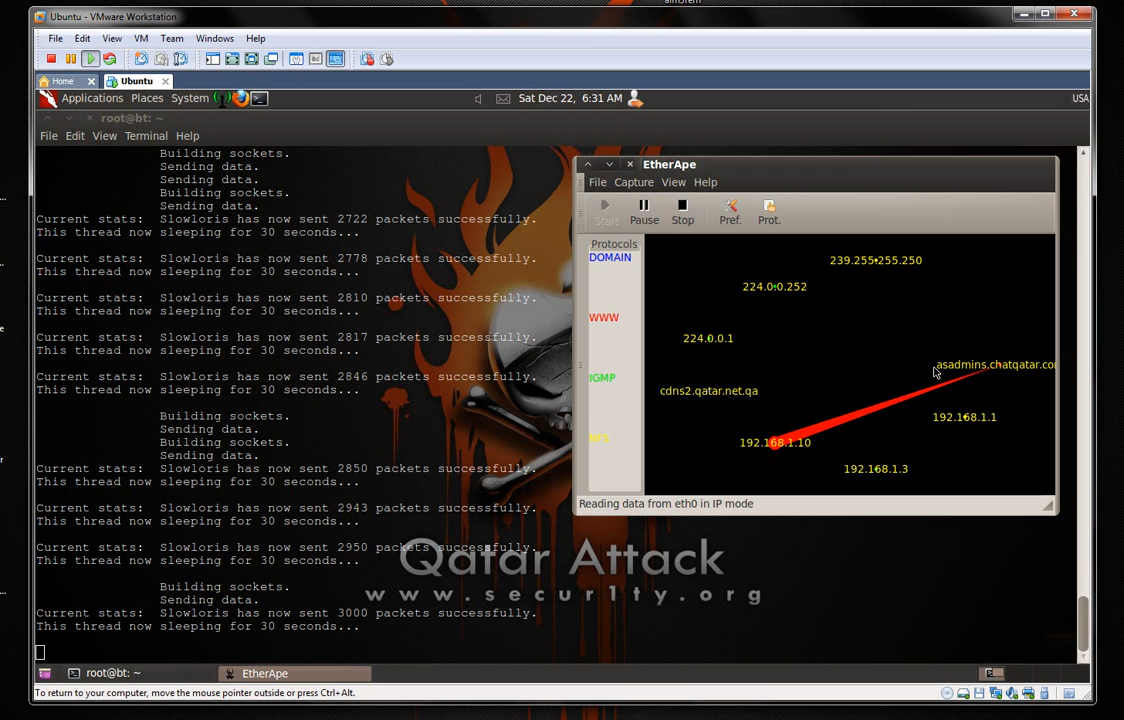 Ubuntu - VMware Workstation
File Edit View VM Team Windows Help
Home Ubuntu
Applications Places System Sat Dec 22, 6:31 AM USA
root@bt: ~
File Edit View Terminal Help
Building sockets.
Sending data.
Sending data.
Building sockets.
Sending data.
Current stats: Slowloris has now sent 2722 packets successfully.
This thread now sleeping for 30 seconds...
Current stats: Slowloris has now sent 2778 packets successfully.
This thread now sleeping for 30 seconds...
Current stats: Slowloris has now sent 2810 packets successfully.
This thread now sleeping for 30 seconds...
Current stats: Slowloris has now sent 2817 packets successfully.
This thread now sleeping for 30 seconds...
Current stats: Slowloris has now sent 2846 packets successfully.
This thread now sleeping for 30 seconds...
Building sockets.
Sending data.
Building sockets.
Sending data.
Current stats: Slowloris has now sent 2850 packets successfully.
This thread now sleeping for 30 seconds...
Current stats: Slowloris has now sent 2943 packets successfully.
This thread now sleeping for 30 seconds...
Current stats: Slowloris has now sent 2950 packets successfully.
This thread now sleeping for 30 seconds...
Building sockets.
Sending data.
Current stats: Slowloris has now sent 3000 packets successfully.
This thread now sleeping for 30 seconds...
EtherApe
File Capture View Help
Start Pause Stop Pref. Prot.
Protocols
DOMAIN
WWW
IGMP
NFS
239.255.255.250
224.0.0.252
224.0.0.1
asadmins.chatqatar.co
cdns2.qatar.net.qa
192.168.1.1
192.168.1.10
192.168.1.3
Reading data from eth0 in IP mode
Qatar Attack
www.secur1ty.org
root@bt: ~ EtherApe
To return to your computer, move the mouse pointer outside or press Ctrl+Alt.